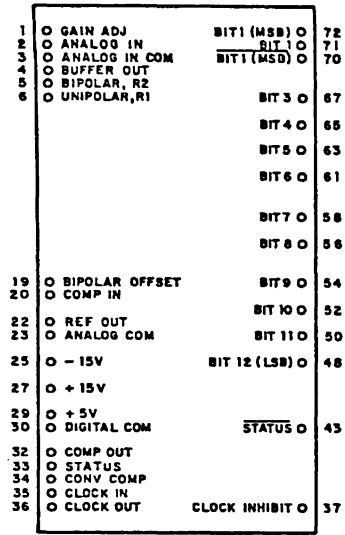 1 GAIN ADJ BIT1 (MSB) 72
2 ANALOG IN BIT 1 71
3 ANALOG IN COM BIT1 (MSB) 70
4 BUFFER OUT
5 BIPOLAR, R2
6 UNIPOLAR,R1 BIT 3 67
BIT 4 65
BIT 5 63
BIT 6 61
BIT 7 58
BIT 8 56
19 BIPOLAR OFFSET BIT 9 54
20 COMP IN
BIT 10 52
22 REF OUT
23 ANALOG COM BIT 11 50
25 - 15V BIT 12 (LSB) 48
27 + 15V
29 + 5V
30 DIGITAL COM STATUS 43
32 COMP OUT
33 STATUS
34 CONV COMP
35 CLOCK IN
36 CLOCK OUT CLOCK INHIBIT 37